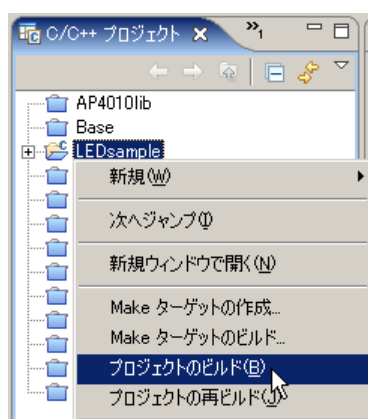 C/C++ プロジェクト
»1
AP4010lib
Base
LEDsample
新規(W)
次へジャンプ(I)
新規ウィンドウで開く(N)
Make ターゲットの作成...
Make ターゲットのビルド...
プロジェクトのビルド(B)
プロジェクトの再ビルド(J)